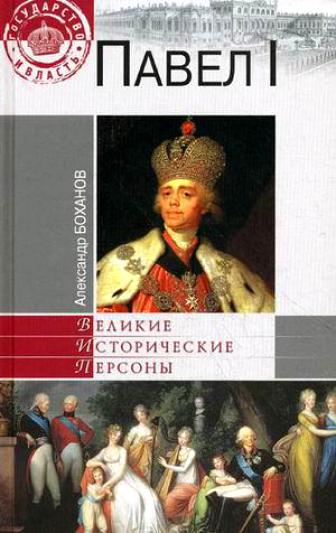 ГОСУДАРСТВО
И ВЛАСТЬ
ПАВЕЛ I
Александр БОХАНОВ
ВЕЛИКИЕ
ИСТОРИЧЕСКИЕ
ПЕРСОНЫ